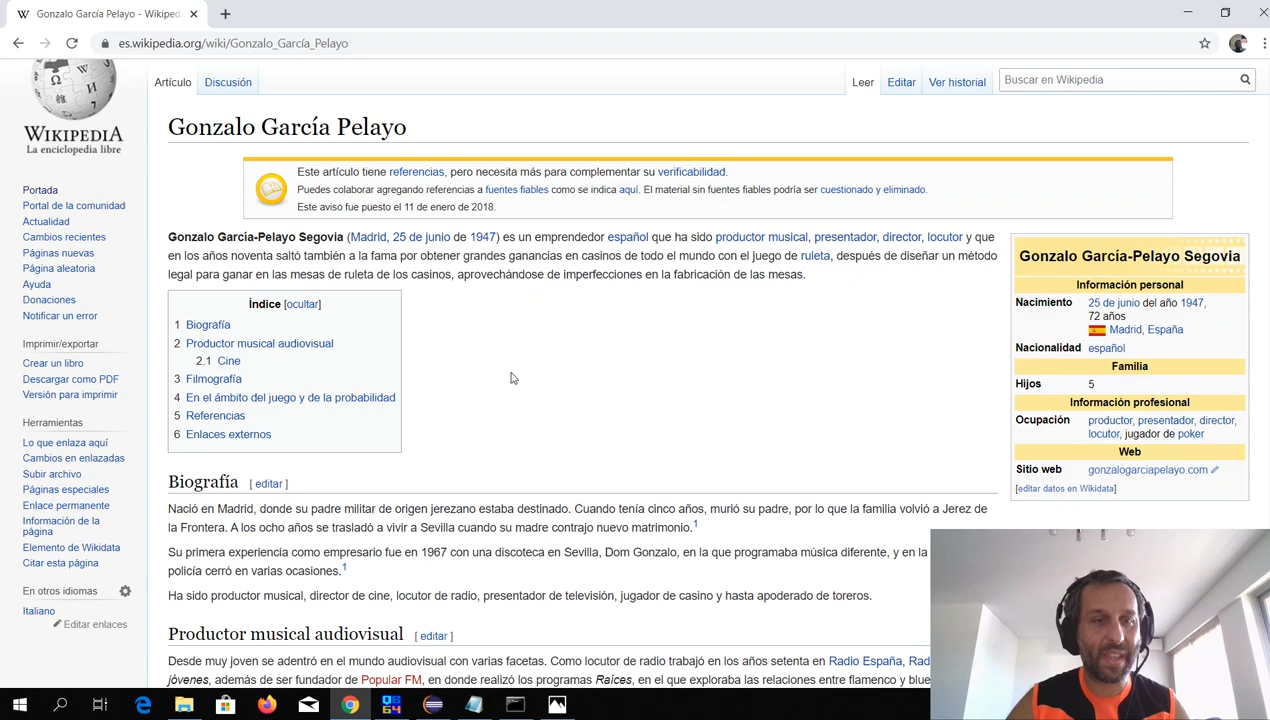 Gonzalo García Pelayo - Wikiped
es.wikipedia.org/wiki/Gonzalo_García_Pelayo
WIKIPEDIA
La enciclopedia libre
Portada
Portal de la comunidad
Actualidad
Cambios recientes
Páginas nuevas
Página aleatoria
Ayuda
Donaciones
Notificar un error
Imprimir/exportar
Crear un libro
Descargar como PDF
Versión para imprimir
Herramientas
Lo que enlaza aquí
Cambios en enlazadas
Subir archivo
Páginas especiales
Enlace permanente
Información de la
página
Elemento de Wikidata
Citar esta página
En otros idiomas
Italiano
Editar enlaces
Artículo Discusión Leer Editar Ver historial Buscar en Wikipedia
Gonzalo García Pelayo
Este artículo tiene referencias, pero necesita más para complementar su verificabilidad.
Puedes colaborar agregando referencias a fuentes fiables como se indica aquí. El material sin fuentes fiables podría ser cuestionado y eliminado.
Este aviso fue puesto el 11 de enero de 2018.
Gonzalo García-Pelayo Segovia (Madrid, 25 de junio de 1947) es un emprendedor español que ha sido productor musical, presentador, director, locutor y que
en los años noventa saltó también a la fama por obtener grandes ganancias en casinos de todo el mundo con el juego de ruleta, después de diseñar un método
legal para ganar en las mesas de ruleta de los casinos, aprovechándose de imperfecciones en la fabricación de las mesas.
Índice [ocultar]
1 Biografía
2 Productor musical audiovisual
2.1 Cine
3 Filmografía
4 En el ámbito del juego y de la probabilidad
5 Referencias
6 Enlaces externos
Gonzalo García-Pelayo Segovia
Información personal
Nacimiento 25 de junio del año 1947,
72 años
Madrid, España
Nacionalidad español
Familia
Hijos 5
Información profesional
Ocupación productor, presentador, director,
locutor, jugador de poker
Web
Sitio web gonzalogarciapelayo.com
[editar datos en Wikidata]
Biografía [ editar ]
Nació en Madrid, donde su padre militar de origen jerezano estaba destinado. Cuando tenía cinco años, murió su padre, por lo que la familia volvió a Jerez de
la Frontera. A los ocho años se trasladó a vivir a Sevilla cuando su madre contrajo nuevo matrimonio.1
Su primera experiencia como empresario fue en 1967 con una discoteca en Sevilla, Dom Gonzalo, en la que programaba música diferente, y en la
policía cerró en varias ocasiones.1
Ha sido productor musical, director de cine, locutor de radio, presentador de televisión, jugador de casino y hasta apoderado de toreros.
Productor musical audiovisual [ editar ]
Desde muy joven se adentró en el mundo audiovisual con varias facetas. Como locutor de radio trabajó en los años setenta en Radio España, Rad
jóvenes, además de ser fundador de Popular FM, en donde realizó los programas Raíces, en el que exploraba las relaciones entre flamenco y blue